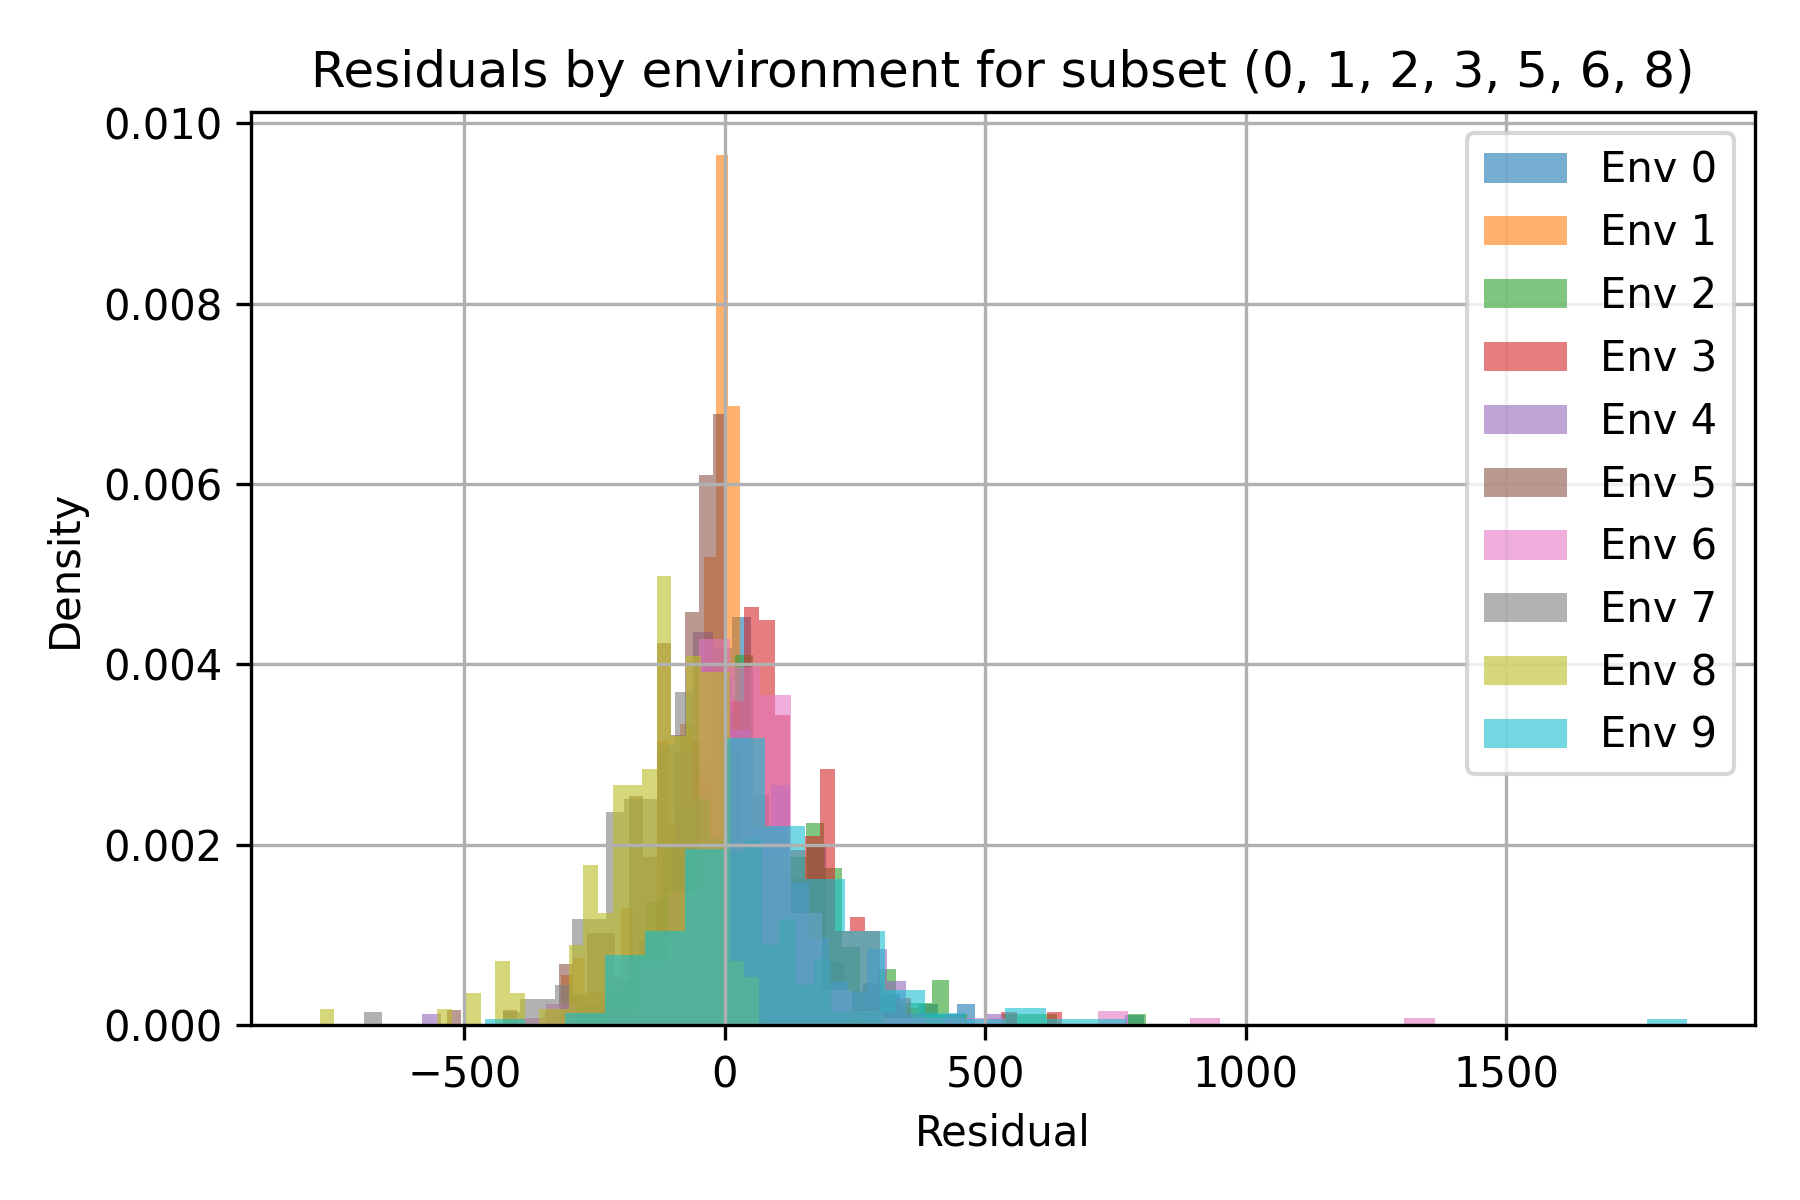 Residuals by environment for subset (0, 1, 2, 3, 5, 6, 8)
0.010
0.008
0.006
0.004
0.002
0.000
Density
−500
0
500
1000
1500
Residual
Env 0
Env 1
Env 2
Env 3
Env 4
Env 5
Env 6
Env 7
Env 8
Env 9